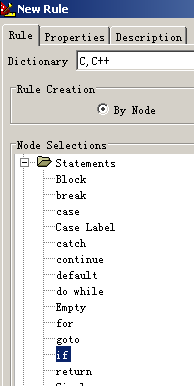 New Rule
Rule Properties Description
Dictionary C,C++
Rule Creation
By Node
Node Selections
Statements
Block
break
case
Case Label
catch
continue
default
do while
Empty
for
goto
if
return